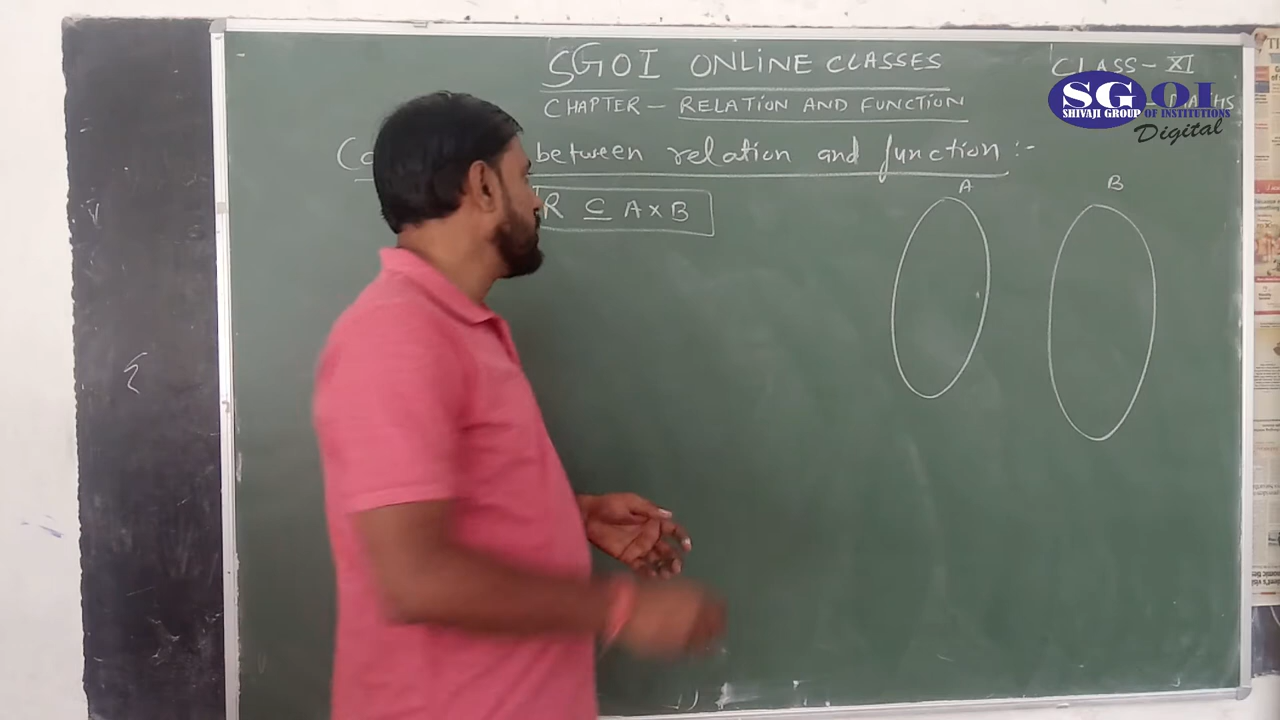 SGOI ONLINE CLASSES
CLASS - XI
CHAPTER - RELATION AND FUNCTION
- MATHS
SGOI
SHIVAJI GROUP OF INSTITUTIONS
Digital
between relation and function :-
R ⊆ A × B
A
B